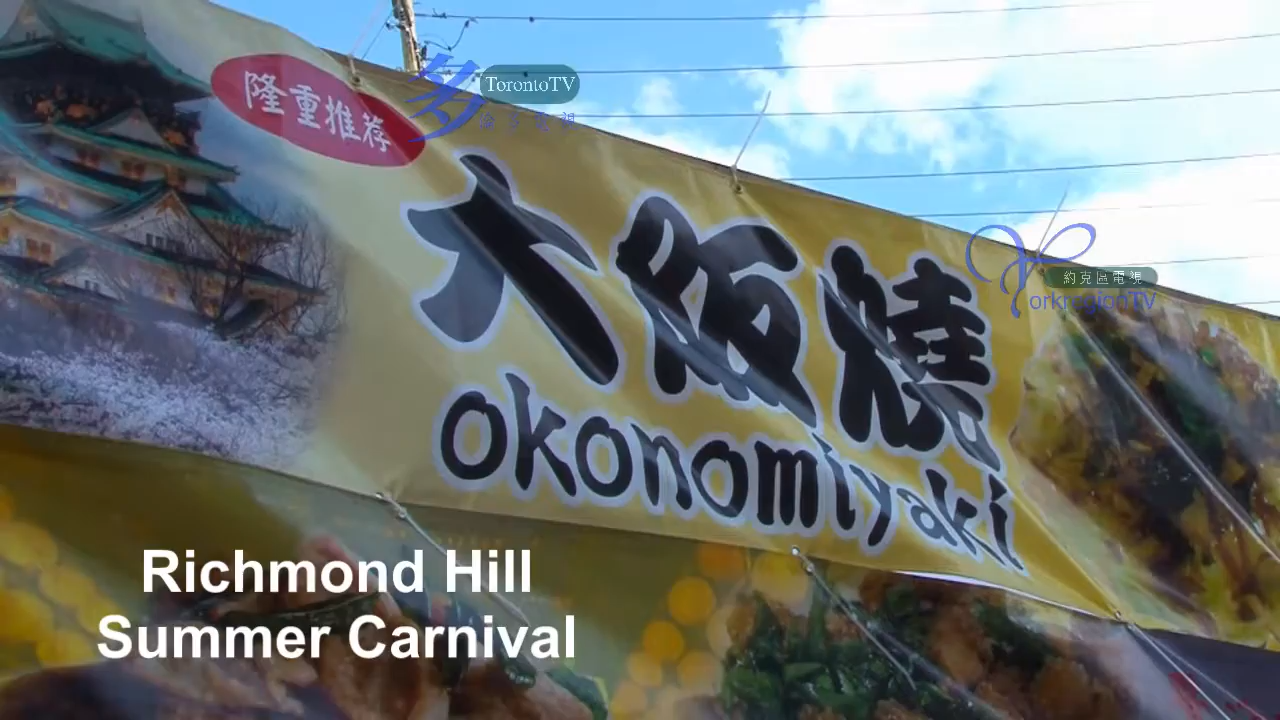 隆重推荐
多
TorontoTV
大阪燒
約克區電視
YorkregionTV
okonomiyaki
Richmond Hill
Summer Carnival